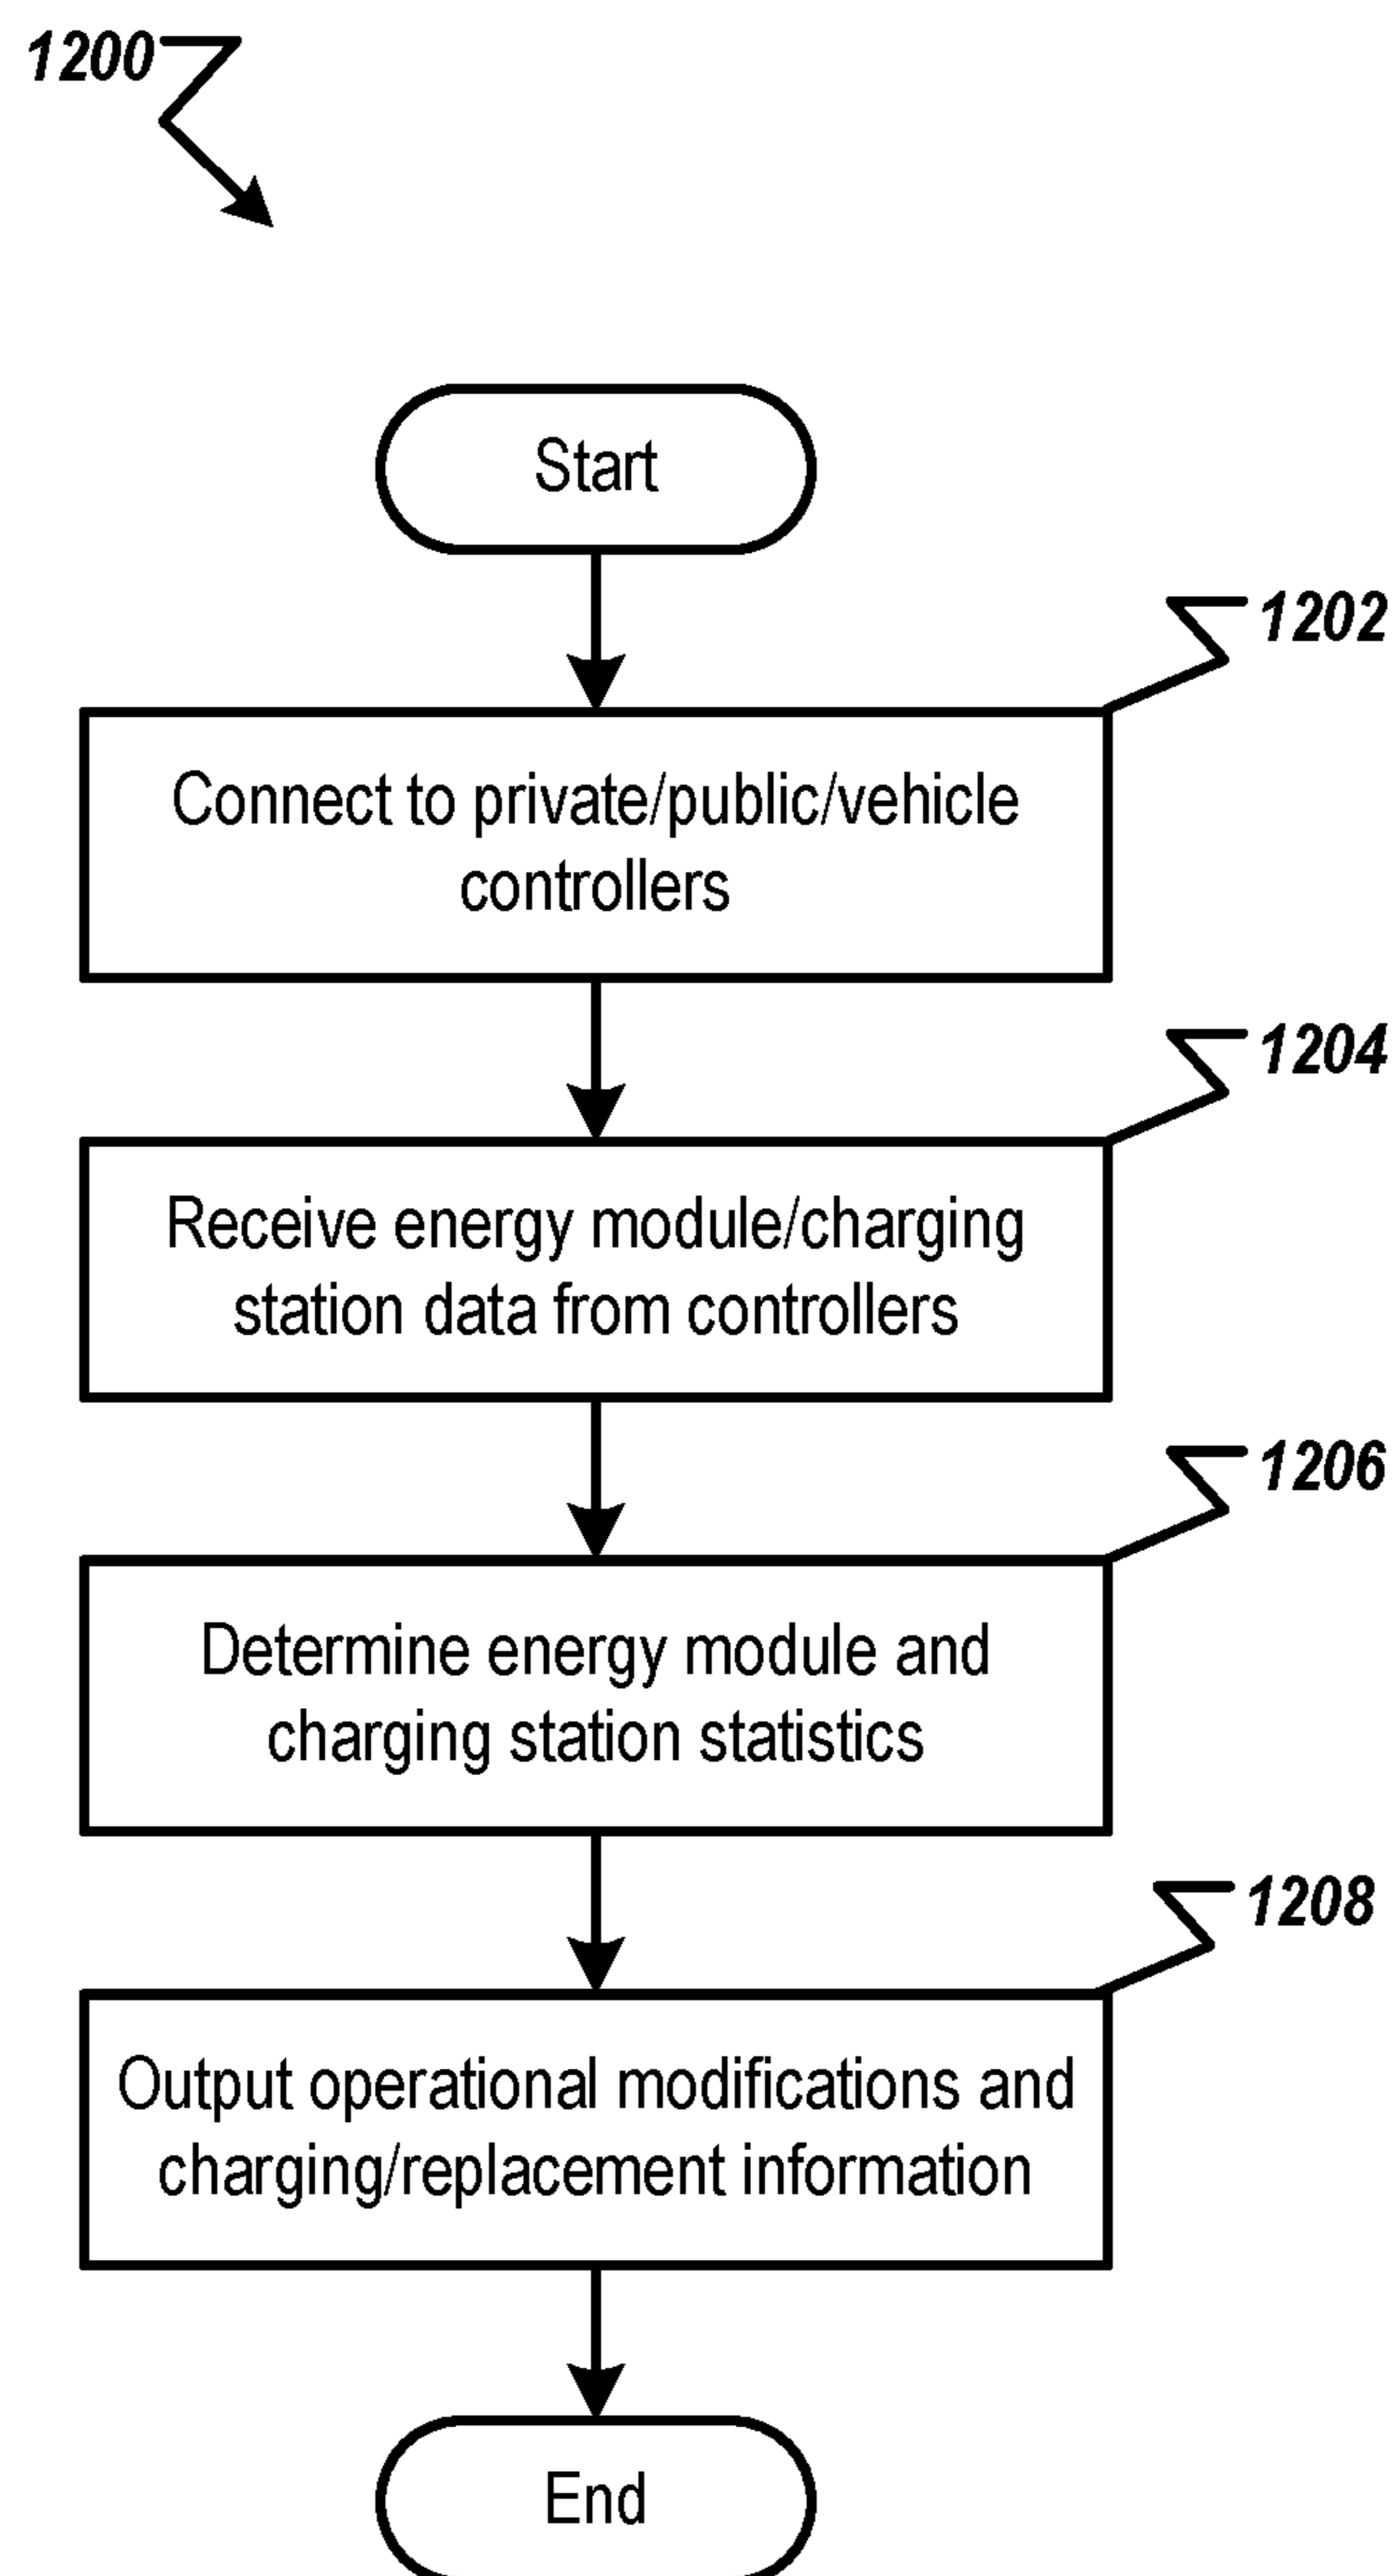 1200
Start
1202
Connect to private/public/vehicle
controllers
1204
Receive energy module/charging
station data from controllers
1206
Determine energy module and
charging station statistics
1208
Output operational modifications and
charging/replacement information
End